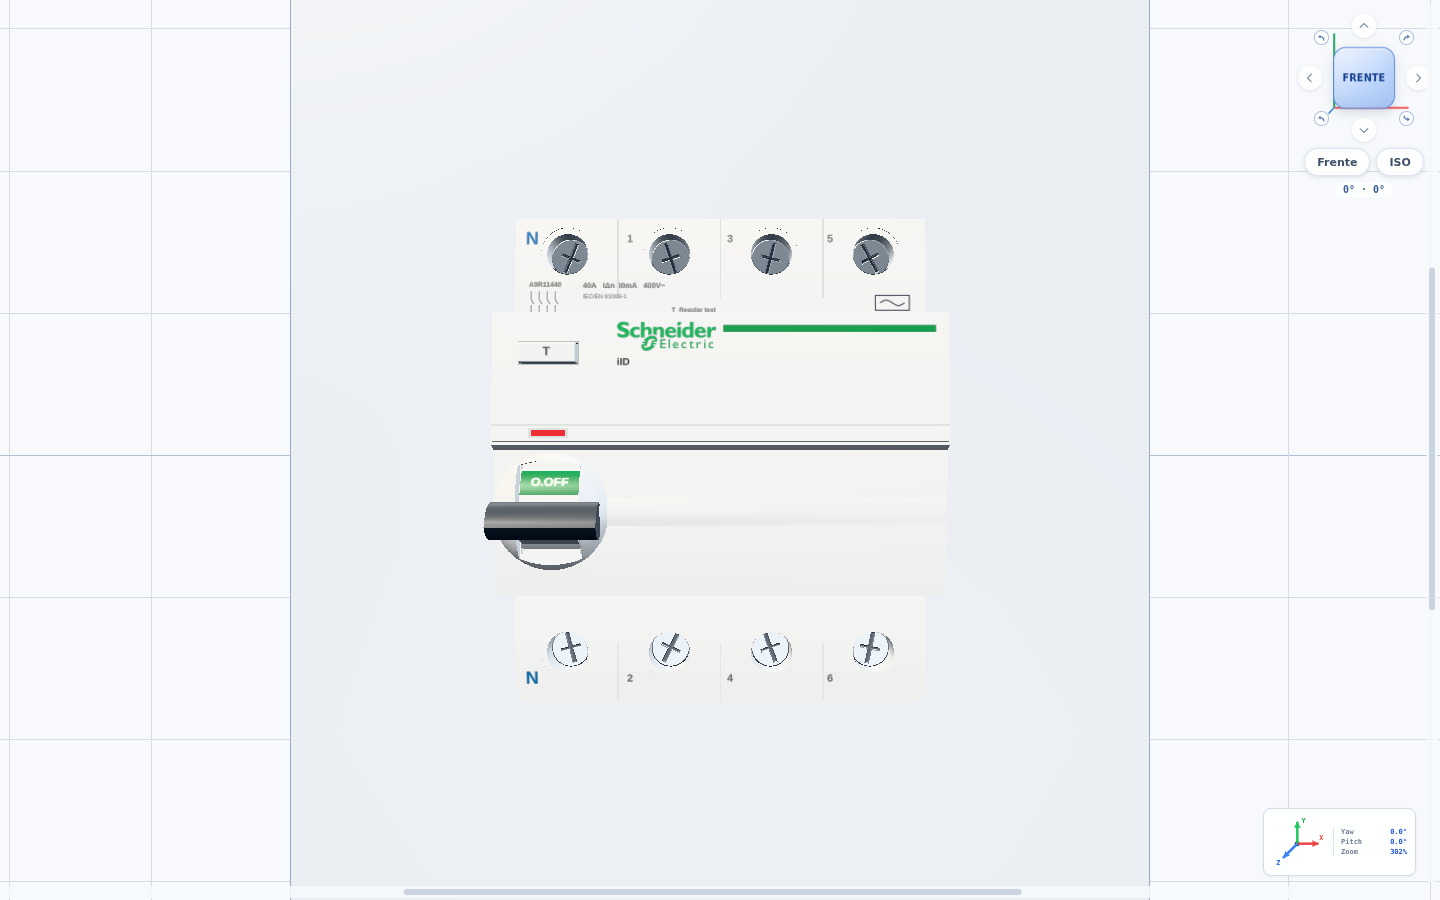 FRENTE
Frente ISO
0° · 0°
N 1 3 5
A9R11440 40A IΔn 30mA 400V~
IEC/EN 61008-1
T Regular test
Schneider
Electric
T
iID
O.OFF
N 2 4 6
Y
X
Z
Yaw 0.0°
Pitch 0.0°
Zoom 302%